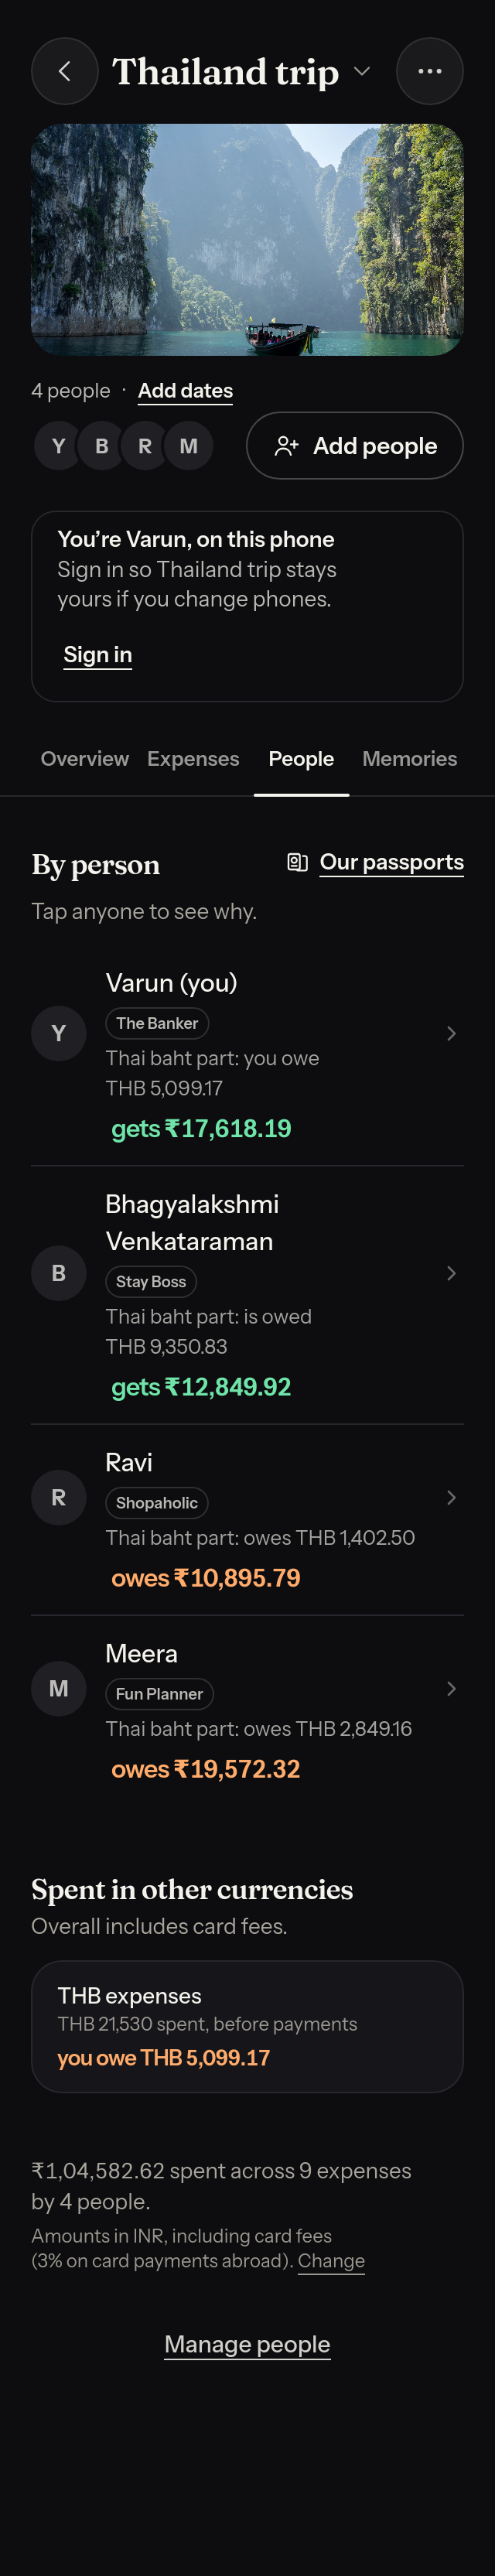 Thailand trip
4 people · Add dates
Y B R M
Add people
You’re Varun, on this phone
Sign in so Thailand trip stays
yours if you change phones.
Sign in
Overview Expenses People Memories
By person
Our passports
Tap anyone to see why.
Y
Varun (you)
The Banker
Thai baht part: you owe
THB 5,099.17
gets ₹17,618.19
B
Bhagyalakshmi
Venkataraman
Stay Boss
Thai baht part: is owed
THB 9,350.83
gets ₹12,849.92
R
Ravi
Shopaholic
Thai baht part: owes THB 1,402.50
owes ₹10,895.79
M
Meera
Fun Planner
Thai baht part: owes THB 2,849.16
owes ₹19,572.32
Spent in other currencies
Overall includes card fees.
THB expenses
THB 21,530 spent, before payments
you owe THB 5,099.17
₹1,04,582.62 spent across 9 expenses
by 4 people.
Amounts in INR, including card fees
(3% on card payments abroad). Change
Manage people